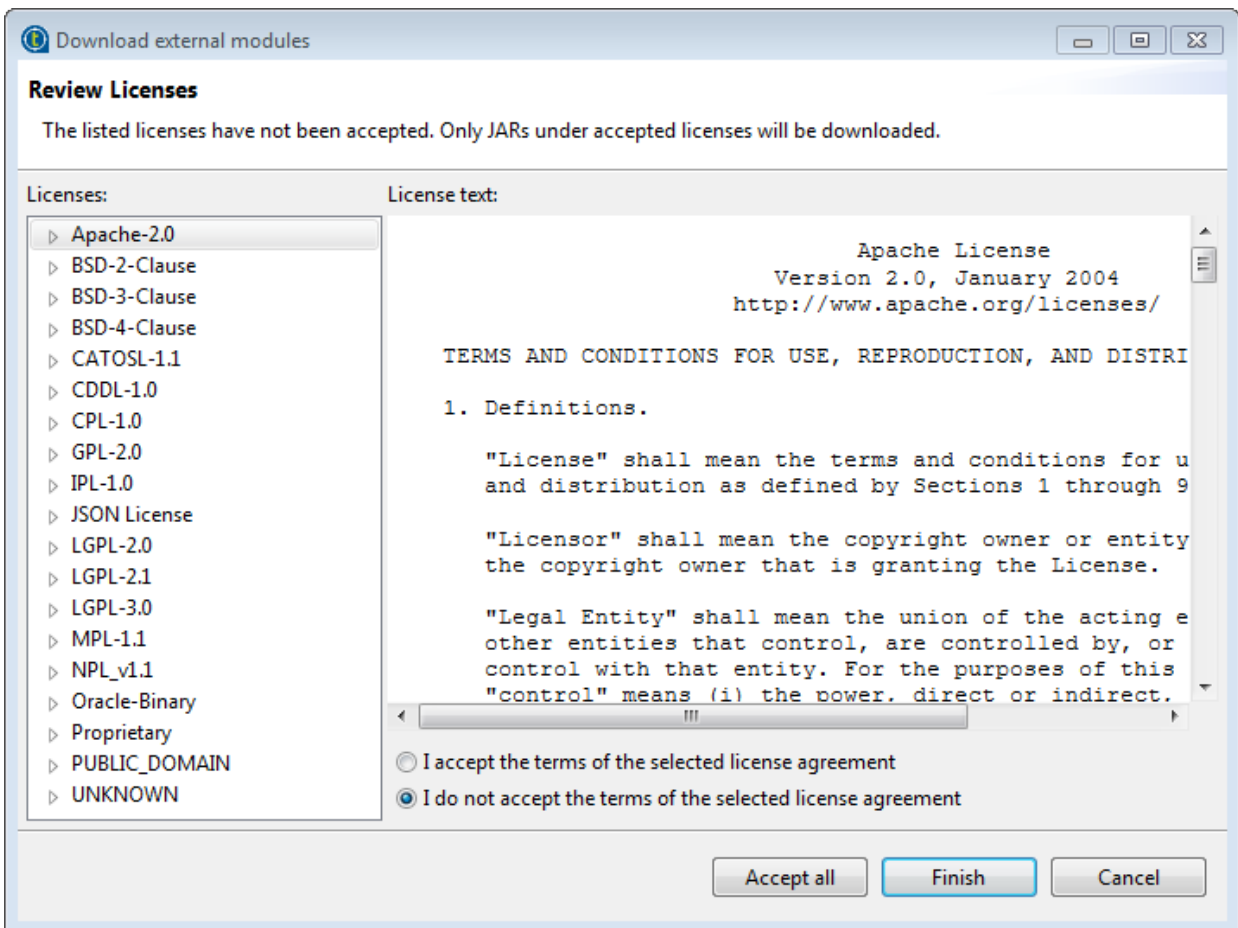 Download external modules
Review Licenses
The listed licenses have not been accepted. Only JARs under accepted licenses will be downloaded.
Licenses:
Apache-2.0
BSD-2-Clause
BSD-3-Clause
BSD-4-Clause
CATOSL-1.1
CDDL-1.0
CPL-1.0
GPL-2.0
IPL-1.0
JSON License
LGPL-2.0
LGPL-2.1
LGPL-3.0
MPL-1.1
NPL_v1.1
Oracle-Binary
Proprietary
PUBLIC_DOMAIN
UNKNOWN
License text:
Apache License
Version 2.0, January 2004
http://www.apache.org/licenses/
TERMS AND CONDITIONS FOR USE, REPRODUCTION, AND DISTRI
1. Definitions.
"License" shall mean the terms and conditions for u
and distribution as defined by Sections 1 through 9
"Licensor" shall mean the copyright owner or entity
the copyright owner that is granting the License.
"Legal Entity" shall mean the union of the acting e
other entities that control, are controlled by, or
control with that entity. For the purposes of this
"control" means (i) the power, direct or indirect,
I accept the terms of the selected license agreement
I do not accept the terms of the selected license agreement
Accept all
Finish
Cancel